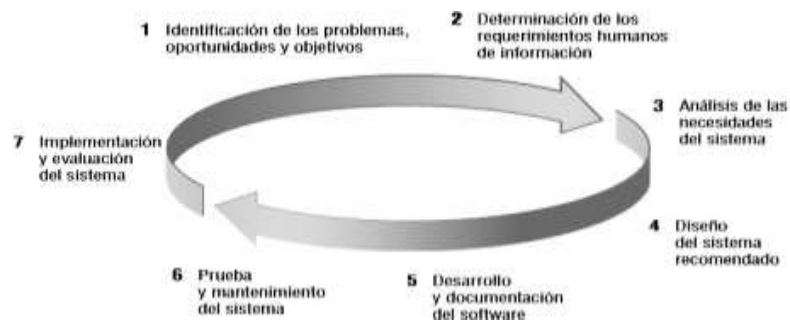 1 Identificación de los problemas,
oportunidades y objetivos
2 Determinación de los
requerimientos humanos
de información
3 Análisis de las
necesidades
del sistema
4 Diseño
del sistema
recomendado
5 Desarrollo
y documentación
del software
6 Prueba
y mantenimiento
del sistema
7 Implementación
y evaluación
del sistema